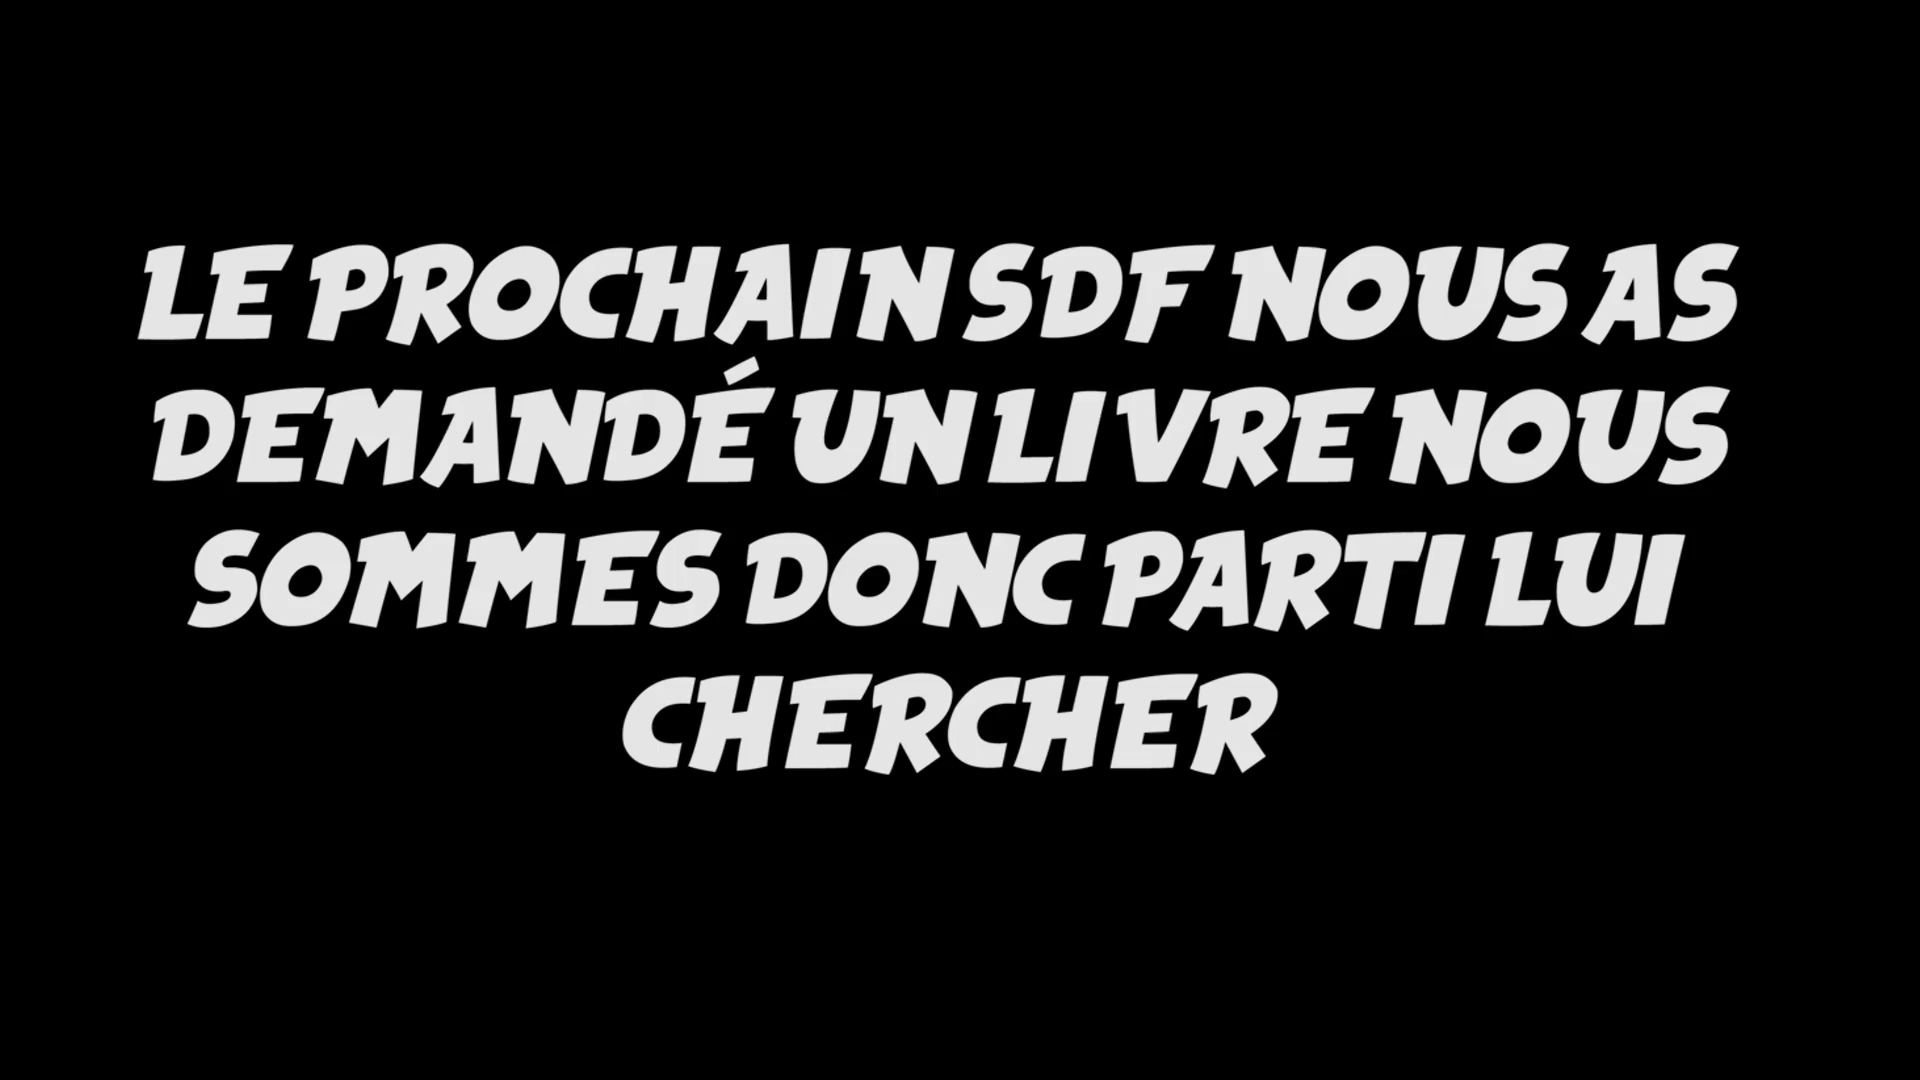 LE PROCHAIN SDF NOUS AS
DEMANDÉ UN LIVRE NOUS
SOMMES DONC PARTI LUI
CHERCHER